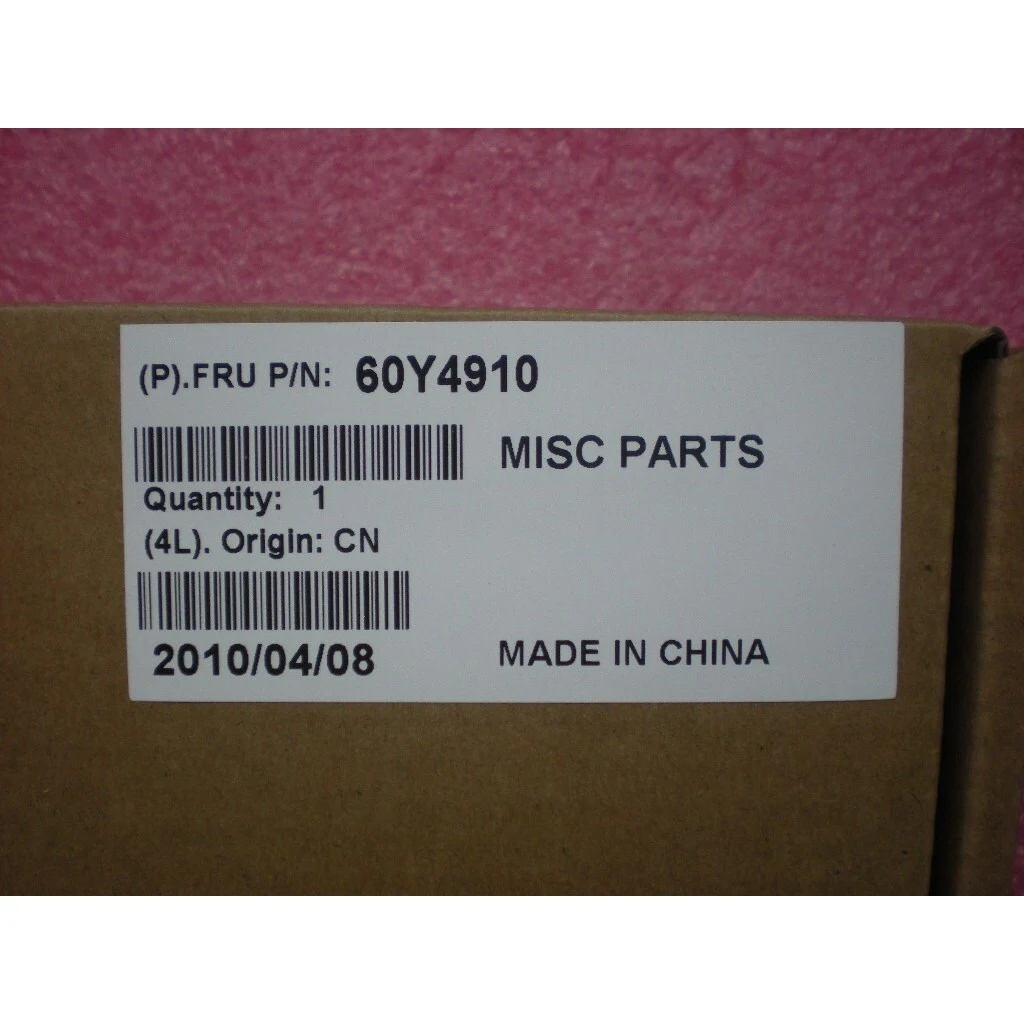 (P).FRU P/N: 60Y4910
MISC PARTS
Quantity: 1
(4L). Origin: CN
2010/04/08
MADE IN CHINA